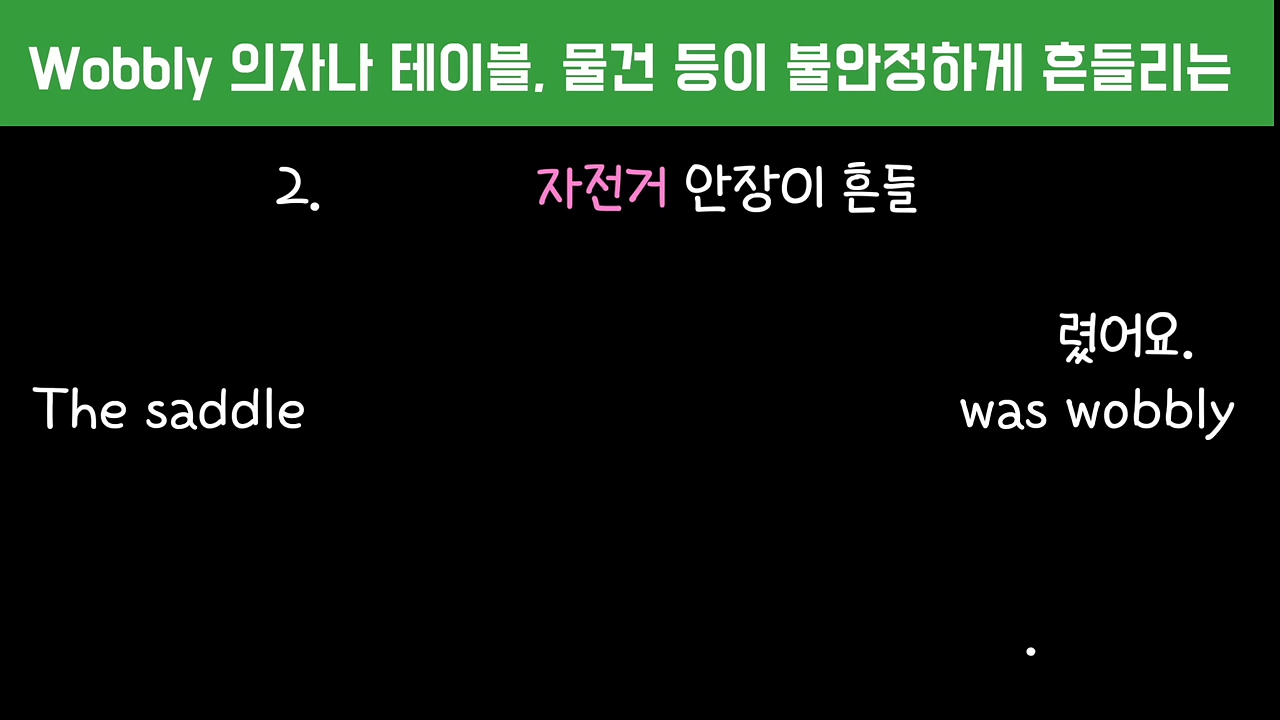 Wobbly 의자나 테이블, 물건 등이 불안정하게 흔들리는
2. 자전거 안장이 흔들
렸어요.
The saddle was wobbly
.